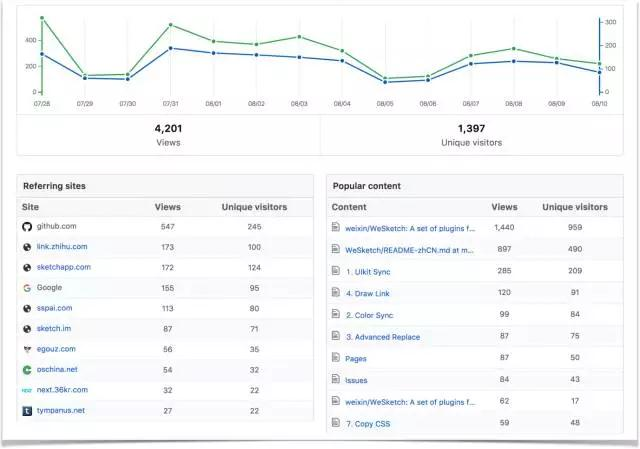 400
200
0
300
200
100
0
07/28 07/29 07/30 07/31 08/01 08/02 08/03 08/04 08/05 08/06 08/07 08/08 08/09 08/10
4,201
Views
1,397
Unique visitors
Referring sites
Site Views Unique visitors
github.com 547 245
link.zhihu.com 173 100
sketchapp.com 172 124
Google 155 95
sspai.com 113 80
sketch.im 87 71
egouz.com 56 35
oschina.net 54 32
next.36kr.com 32 22
tympanus.net 27 22
Popular content
Content Views Unique visitors
weixin/WeSketch: A set of plugins f... 1,440 959
WeSketch/README-zhCN.md at m... 897 490
1. UIkit Sync 285 209
4. Draw Link 120 91
2. Color Sync 99 84
3. Advanced Replace 87 75
Pages 87 50
Issues 84 43
weixin/WeSketch: A set of plugins f... 62 17
7. Copy CSS 59 48